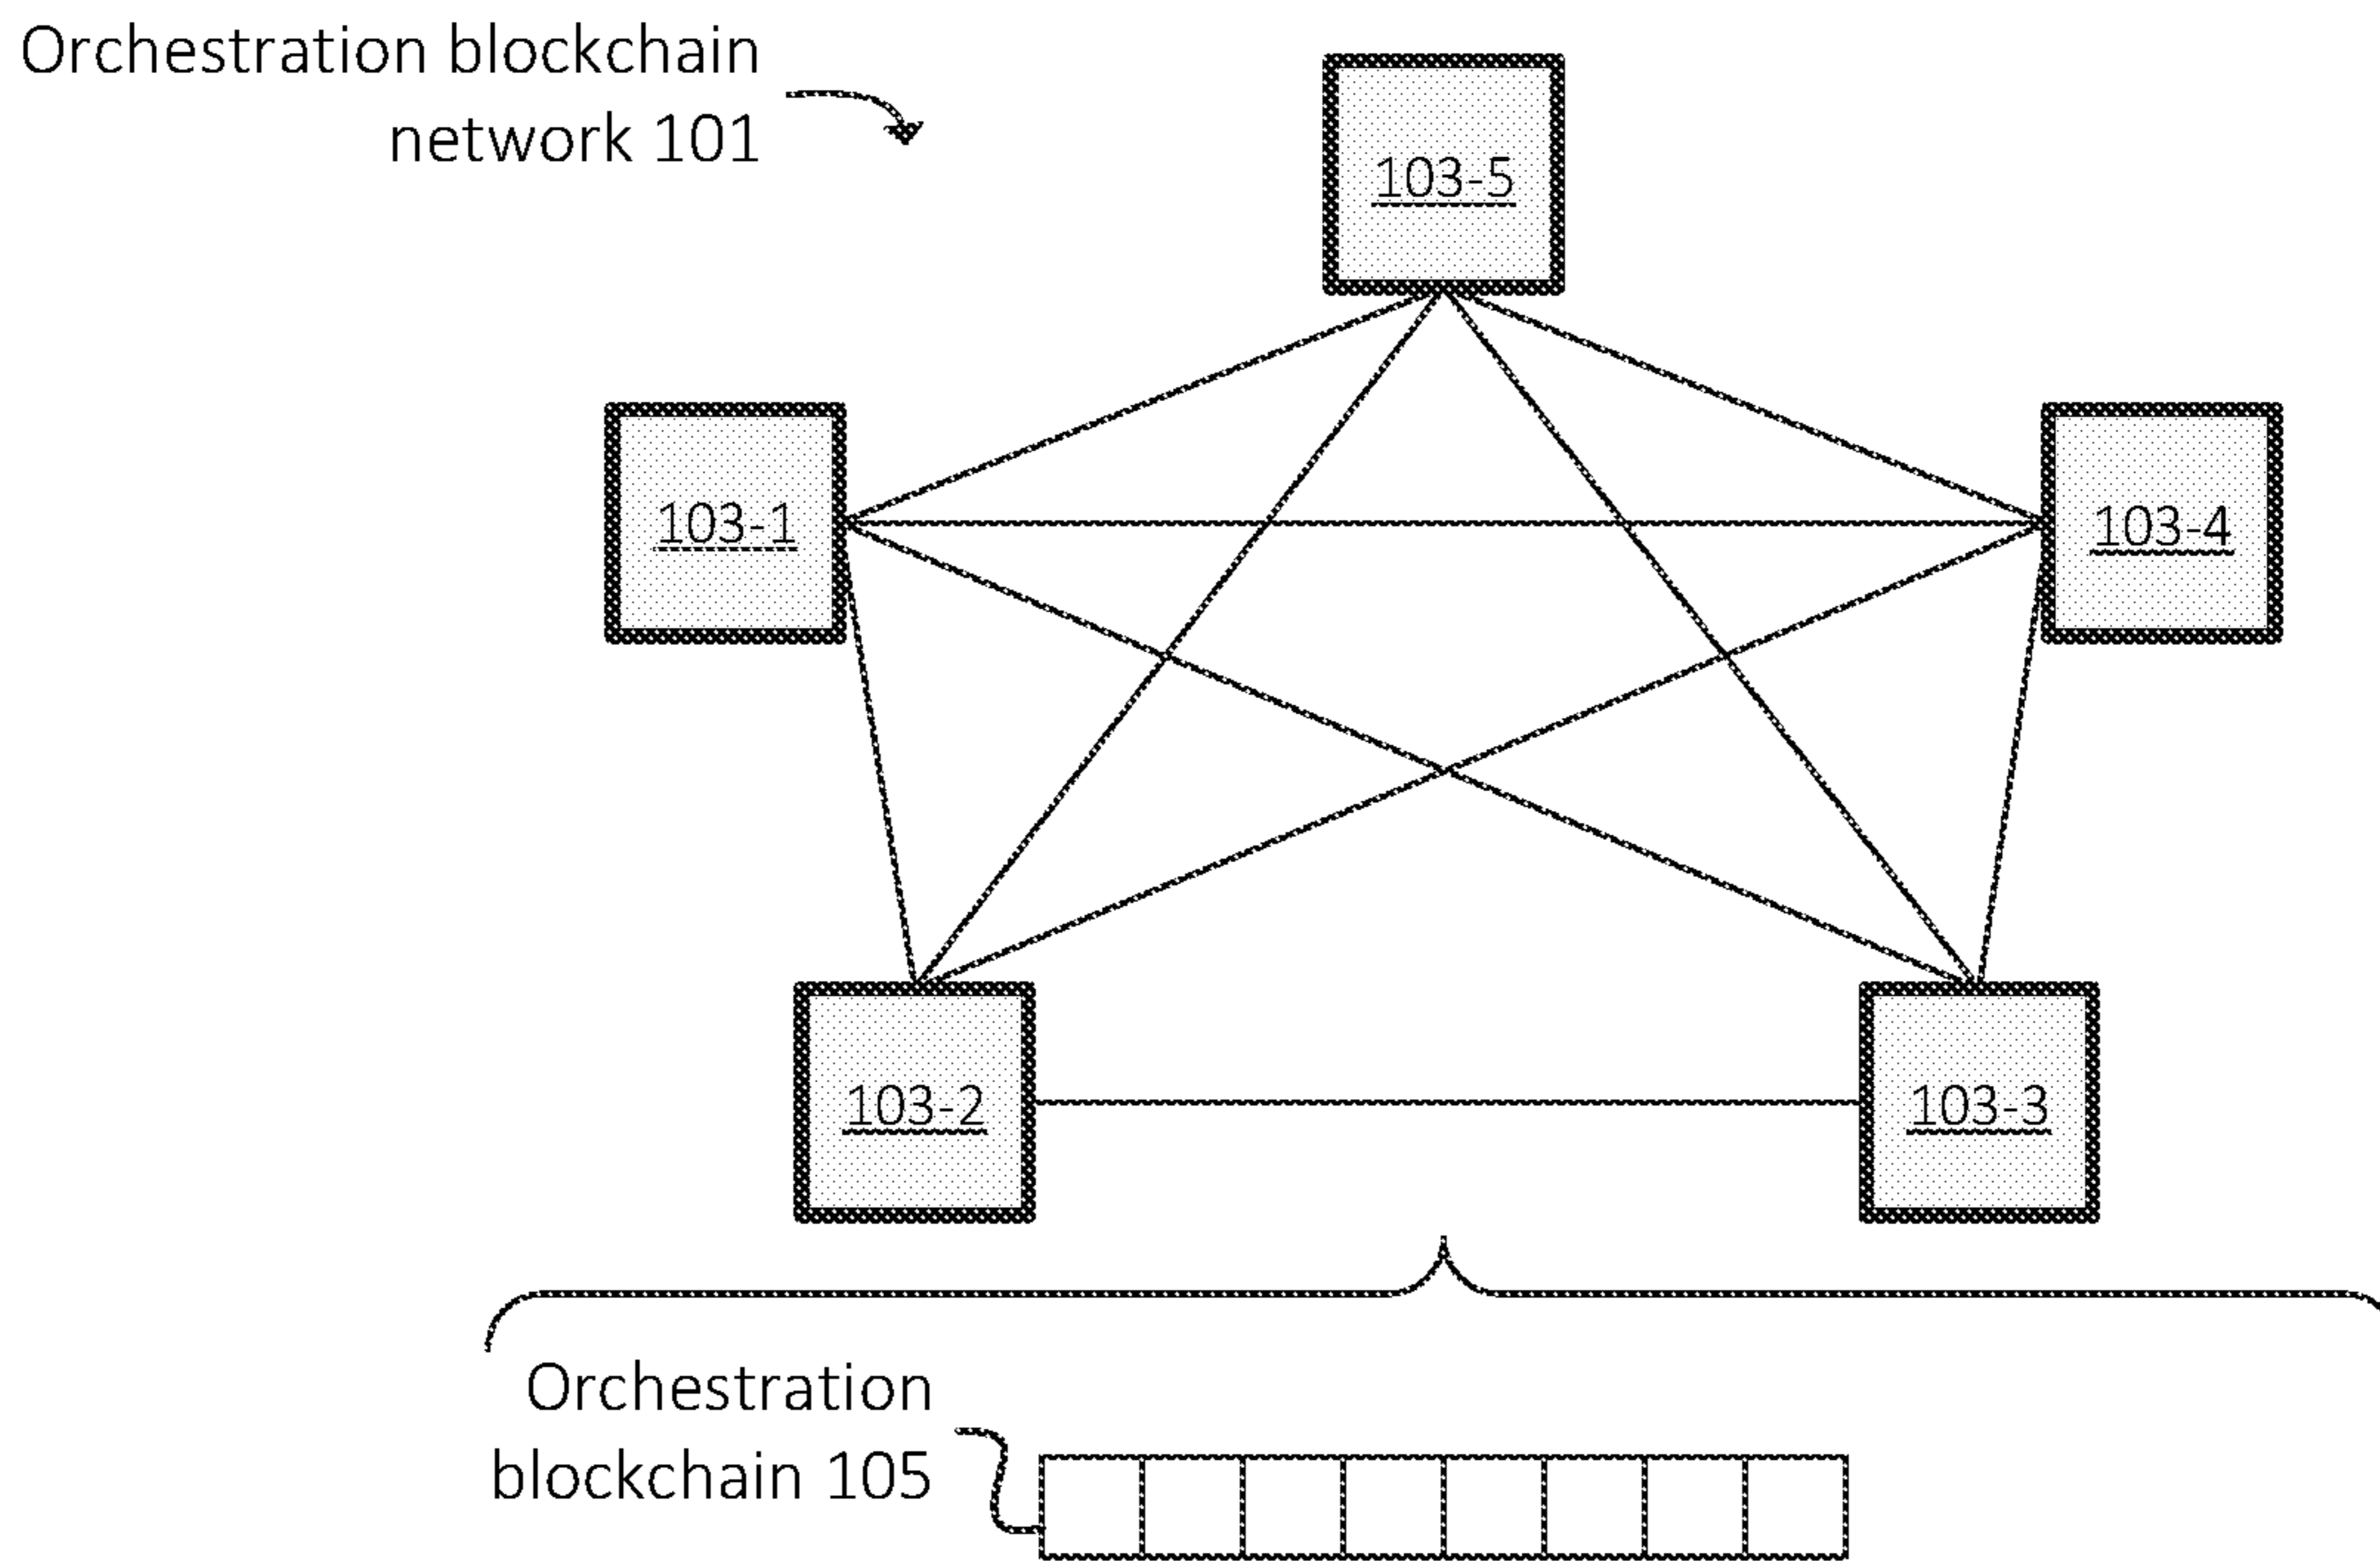 Orchestration blockchain
network 101
103-5
103-1
103-4
103-2
103-3
Orchestration
blockchain 105